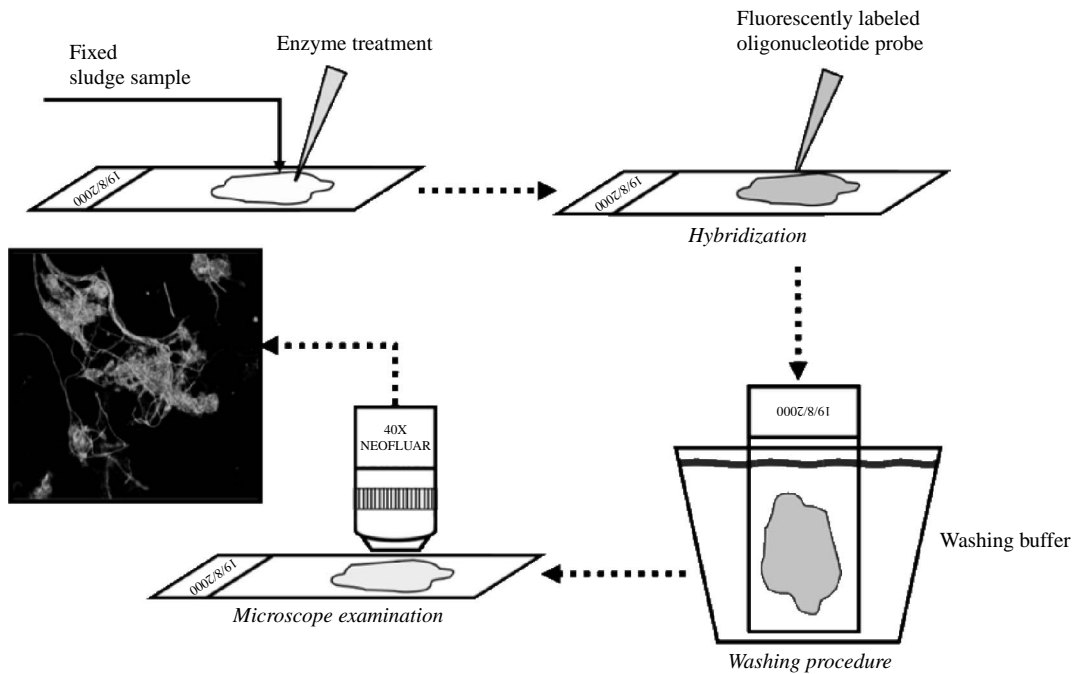 Fixed
sludge sample
Enzyme treatment
Fluorescently labeled
oligonucleotide probe
19/8/2000
19/8/2000
Hybridization
19/8/2000
Washing buffer
Washing procedure
40X
NEOFLUAR
19/8/2000
Microscope examination